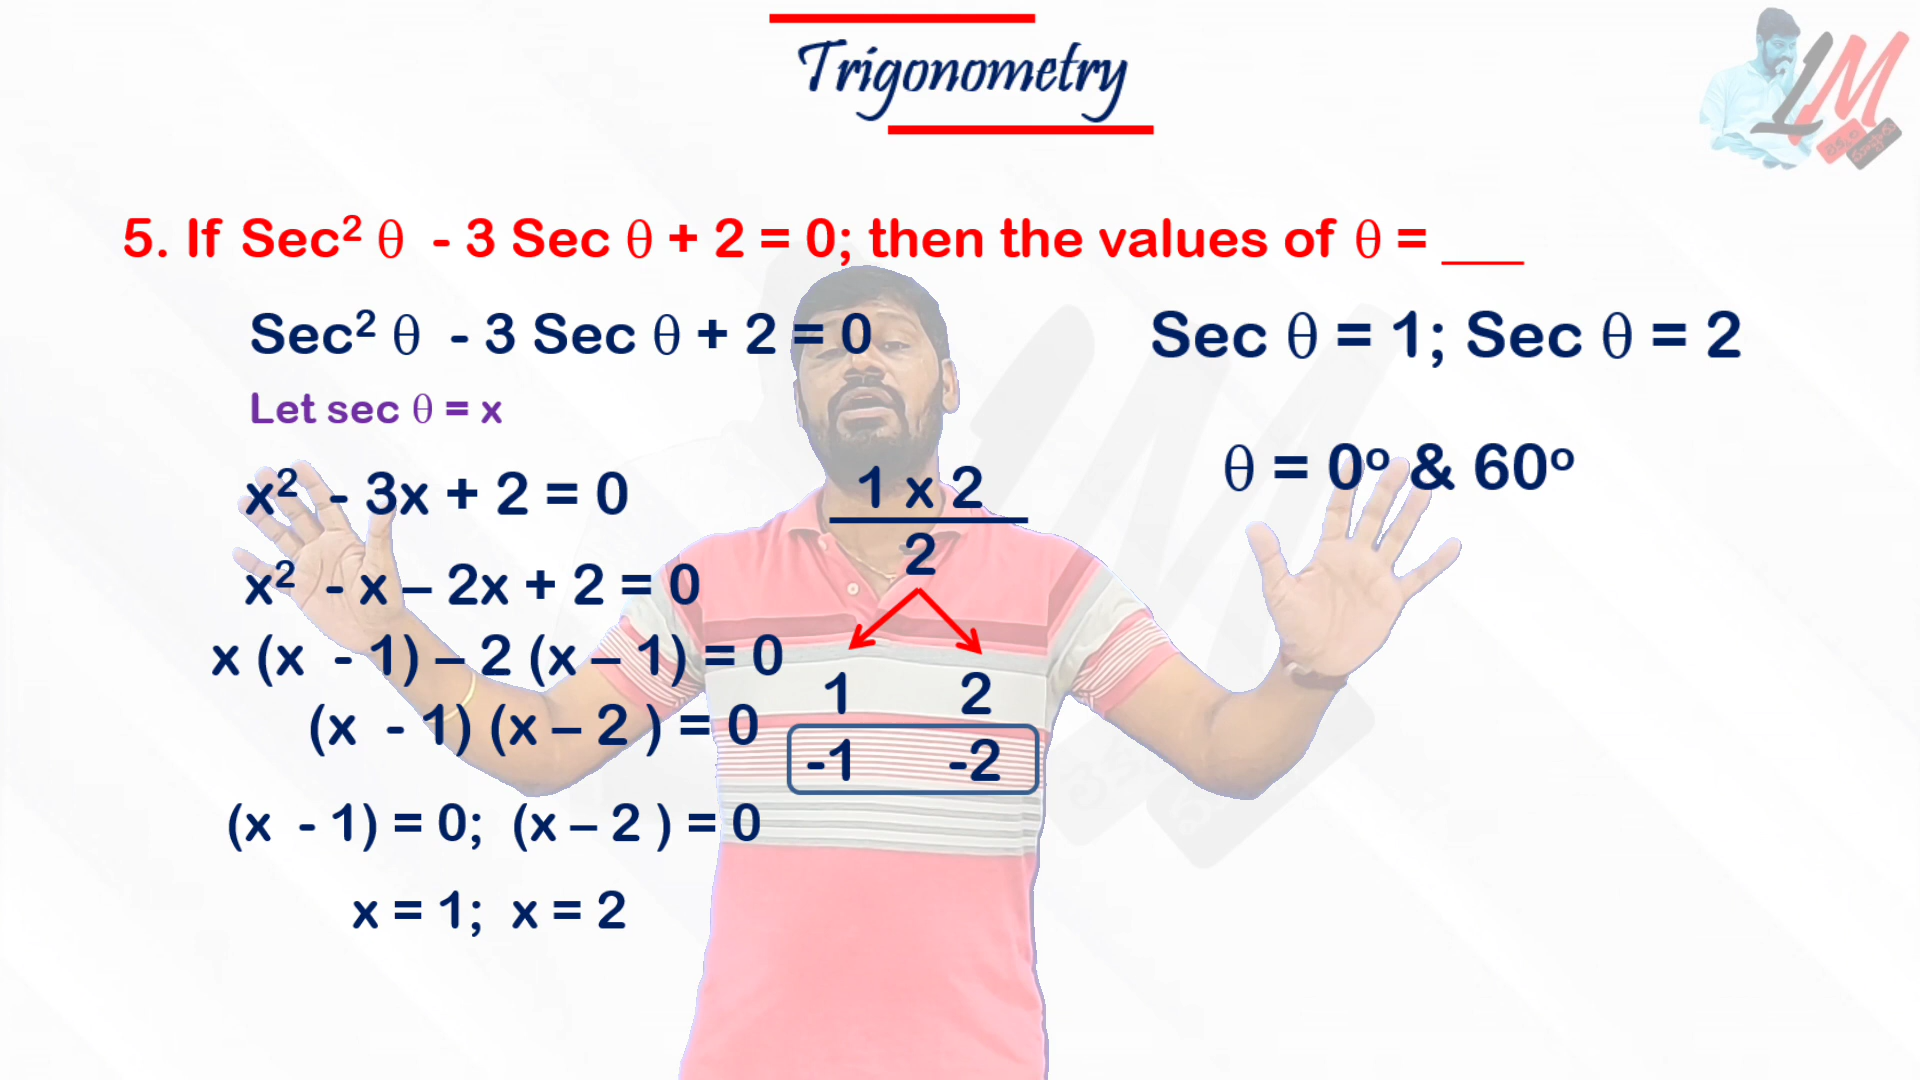 Trigonometry
LM
5. If Sec² θ - 3 Sec θ + 2 = 0; then the values of θ = ___
Sec² θ - 3 Sec θ + 2 = 0
Let sec θ = x
x² - 3x + 2 = 0
x² - x – 2x + 2 = 0
x (x - 1) – 2 (x – 1) = 0
(x - 1) (x – 2 ) = 0
(x - 1) = 0; (x – 2 ) = 0
x = 1; x = 2
1 x 2
2
1 2
-1 -2
Sec θ = 1; Sec θ = 2
θ = 0º & 60º